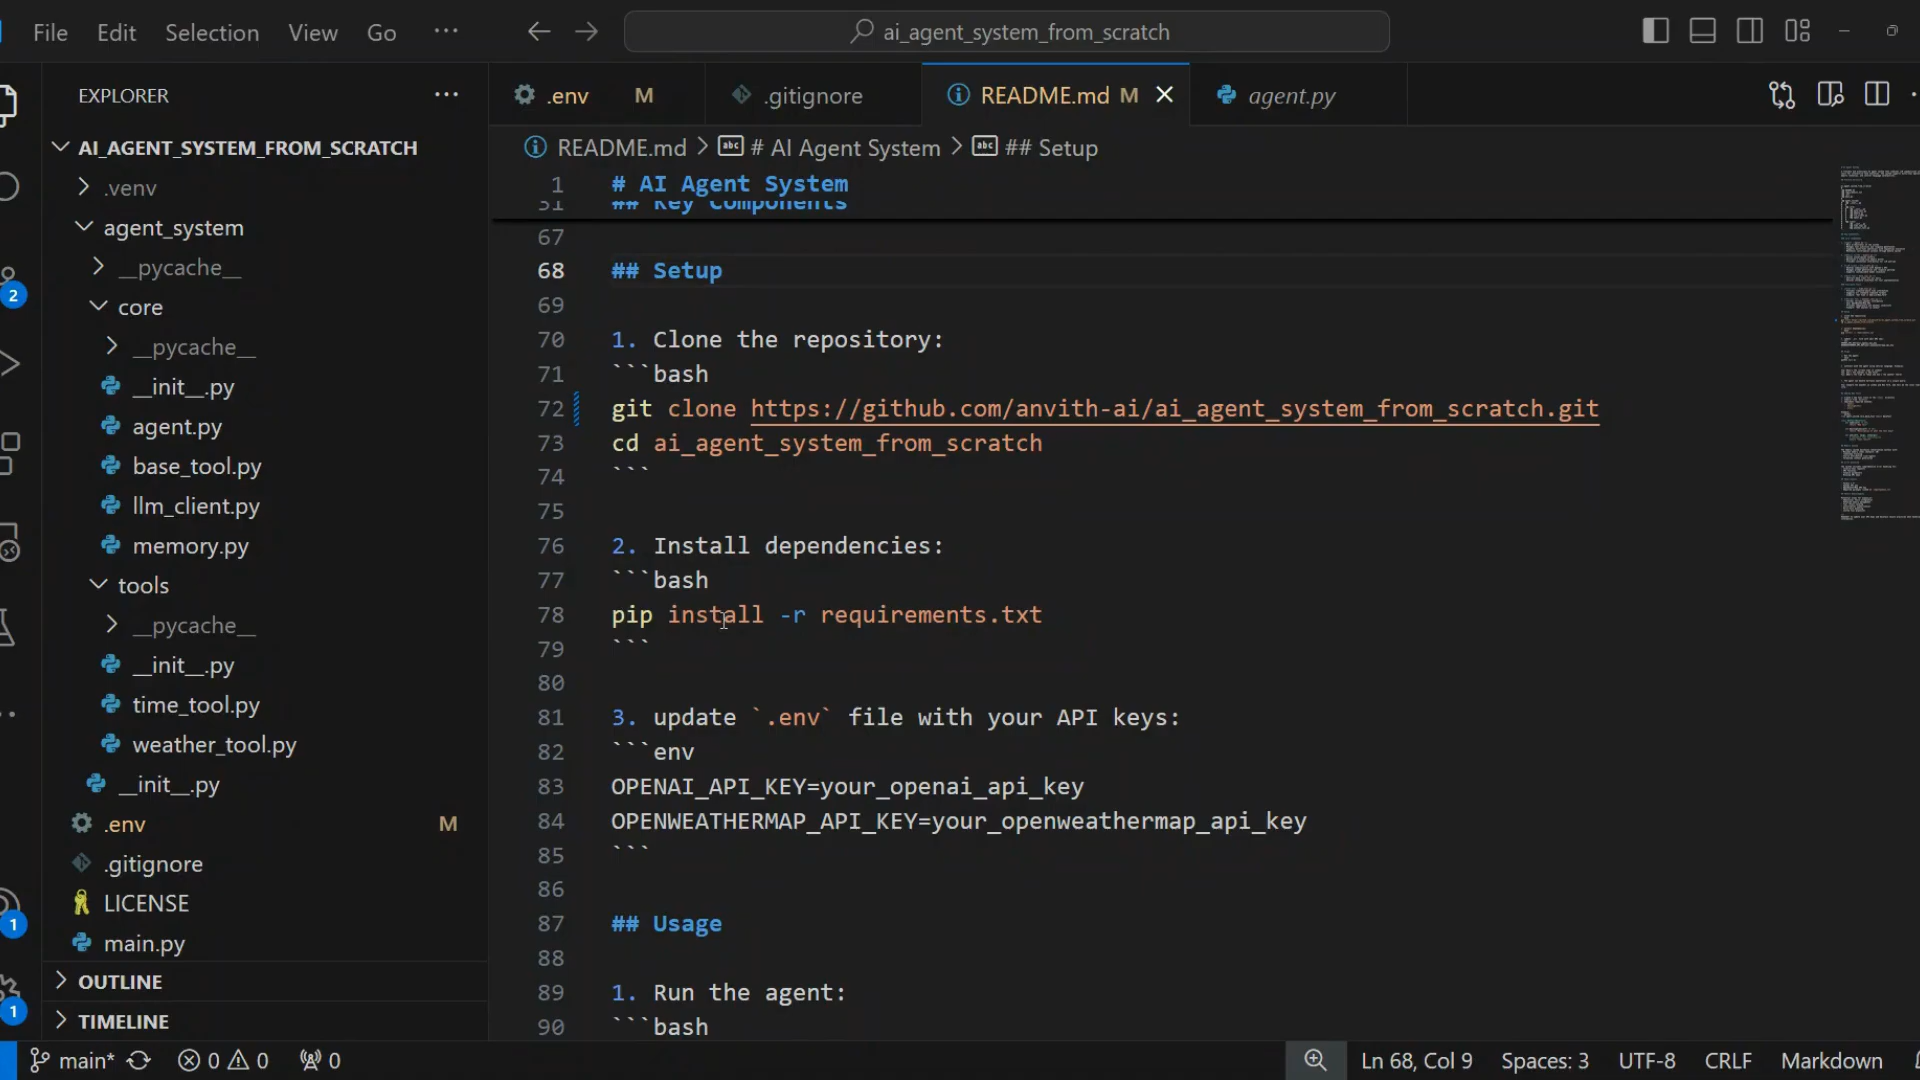 File Edit Selection View Go ··· ai_agent_system_from_scratch
EXPLORER ···
AI_AGENT_SYSTEM_FROM_SCRATCH
.venv
agent_system
__pycache__
core
__pycache__
__init__.py
agent.py
base_tool.py
llm_client.py
memory.py
tools
__pycache__
__init__.py
time_tool.py
weather_tool.py
__init__.py
.env M
.gitignore
LICENSE
main.py
OUTLINE
TIMELINE
2
1
1
.env M .gitignore README.md M agent.py
README.md > # AI Agent System > ## Setup
1 # AI Agent System
51 ## Key Components
67
68 ## Setup
69
70 1. Clone the repository:
71 ```bash
72 git clone https://github.com/anvith-ai/ai_agent_system_from_scratch.git
73 cd ai_agent_system_from_scratch
74 ```
75
76 2. Install dependencies:
77 ```bash
78 pip install -r requirements.txt
79 ```
80
81 3. update `.env` file with your API keys:
82 ```env
83 OPENAI_API_KEY=your_openai_api_key
84 OPENWEATHERMAP_API_KEY=your_openweathermap_api_key
85 ```
86
87 ## Usage
88
89 1. Run the agent:
90 ```bash
main* 0 0 0 Ln 68, Col 9 Spaces: 3 UTF-8 CRLF Markdown